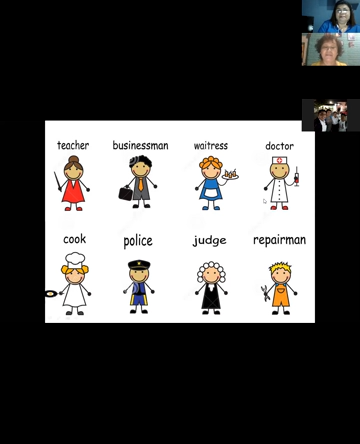 teacher businessman waitress doctor
cook police judge repairman